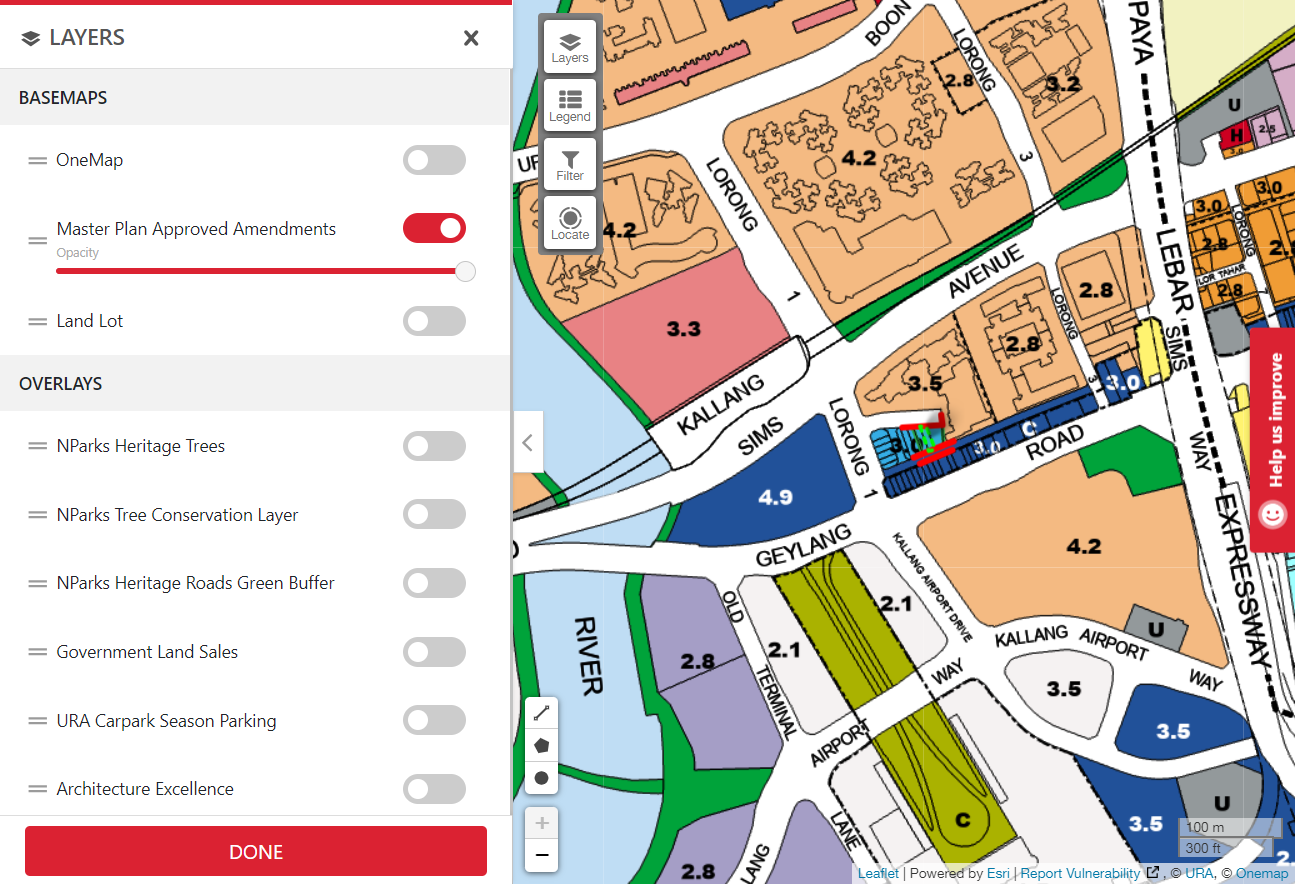 LAYERS
BASEMAPS
OneMap
Master Plan Approved Amendments
Opacity
Land Lot
OVERLAYS
NParks Heritage Trees
NParks Tree Conservation Layer
NParks Heritage Roads Green Buffer
Government Land Sales
URA Carpark Season Parking
Architecture Excellence
DONE
Layers
Legend
Filter
Locate
BOON
LORONG
2.8
3.2
PAYA
U
H
2.5
3.0
4.2
3
LORONG
1
4.2
3.0
3.0
LORONG
2.8
LOR TAHAR
2.8
LEBAR
AVENUE
2.8
LORONG
3
3.3
2.8
SIMS
3.5
3.0
KALLANG
SIMS
LORONG
1
3.0
3.0
C
ROAD
WAY
Help us improve
4.9
GEYLANG
KALLANG AIRPORT DRIVE
4.2
EXPRESSWAY
RIVER
OLD
2.1
2.1
2.8
U
KALLANG AIRPORT
WAY
WAY
3.5
TERMINAL
AIRPORT
3.5
C
LANE
U
3.5
2.8
LANG
+
−
100 m
300 ft
Leaflet | Powered by Esri | Report Vulnerability , © URA, © Onemap